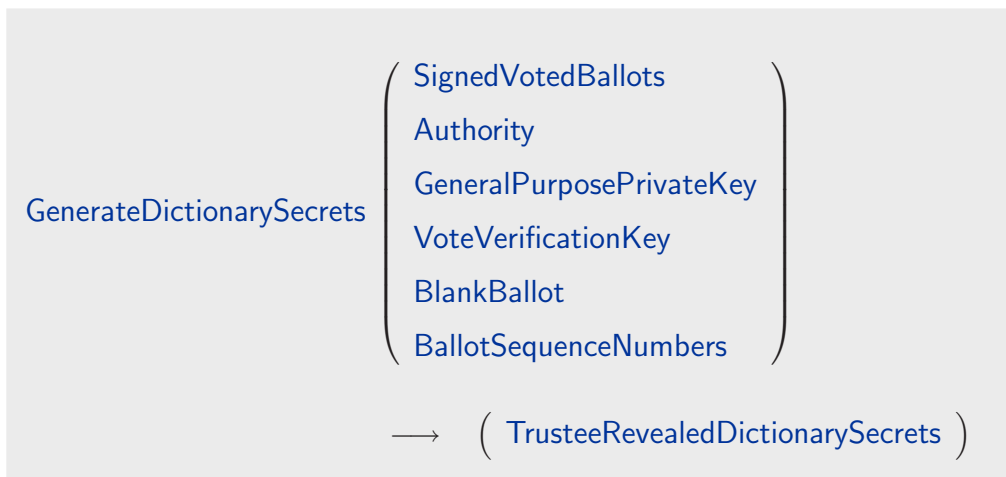 SignedVotedBallots
Authority
GeneralPurposePrivateKey
GenerateDictionarySecrets
VoteVerificationKey
BlankBallot
BallotSequenceNumbers
⟶ ( TrusteeRevealedDictionarySecrets )